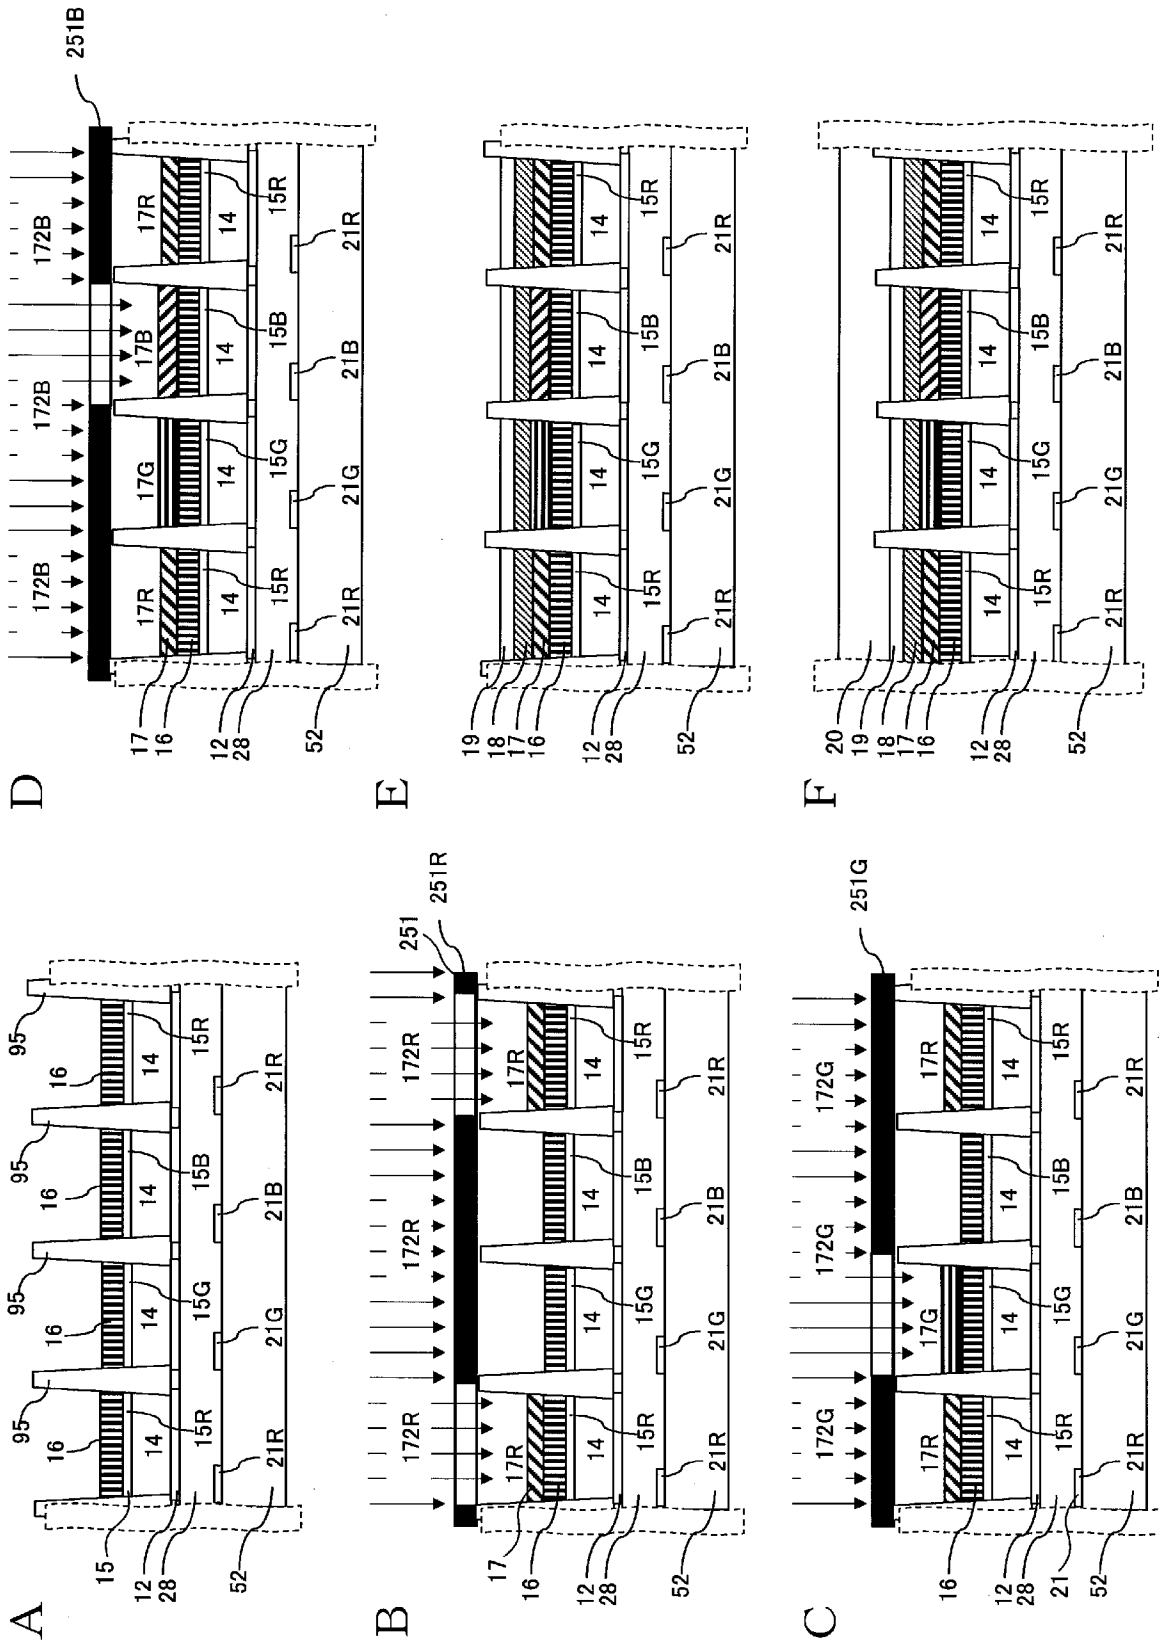 A
95 95 95 95
16 16 16 16
15
14 14 14 14
12
28
15R 15G 15B 15R
52
21R 21G 21B 21R
B
251
251R
172R 172R 172R
17R 17R
17
16
14 14 14 14
12
28
15R 15G 15B 15R
52
21R 21G 21B 21R
C
251G
172G 172G 172G
17R 17G 17R
16
14 14 14 14
12
28
15R 15G 15B 15R
21
52
21R 21G 21B 21R
D
251B
172B 172B 172B
17R 17G 17B 17R
17
16
14 14 14 14
12
28
15R 15G 15B 15R
52
21R 21G 21B 21R
E
19
18
17
16
14 14 14 14
12
28
15R 15G 15B 15R
52
21R 21G 21B 21R
F
20
19
18
17
16
14 14 14 14
12
28
15R 15G 15B 15R
52
21R 21G 21B 21R